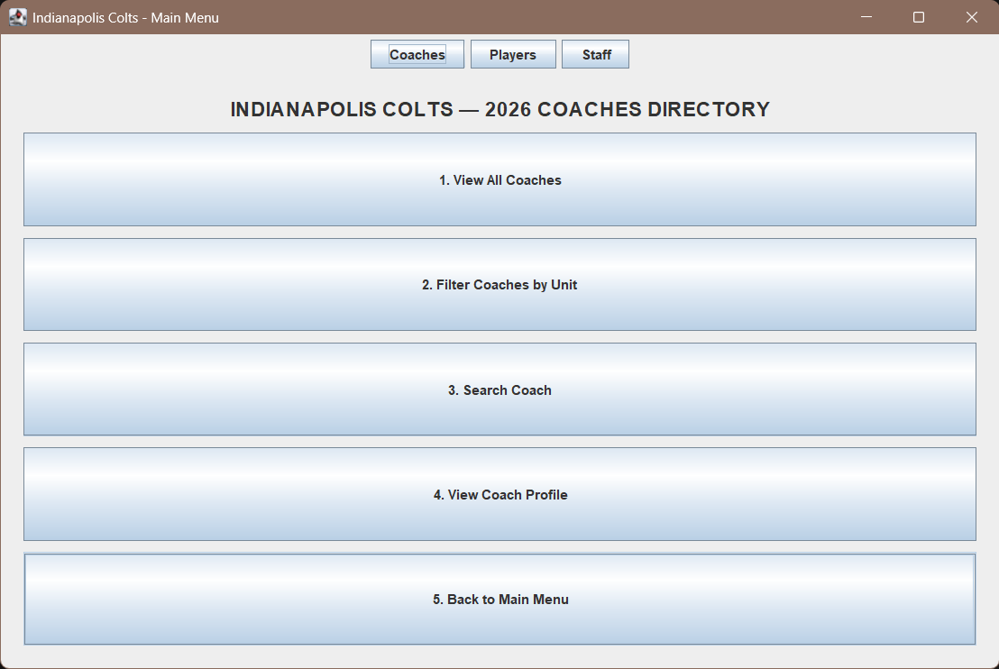 Indianapolis Colts - Main Menu
Coaches Players Staff
INDIANAPOLIS COLTS — 2026 COACHES DIRECTORY
1. View All Coaches
2. Filter Coaches by Unit
3. Search Coach
4. View Coach Profile
5. Back to Main Menu